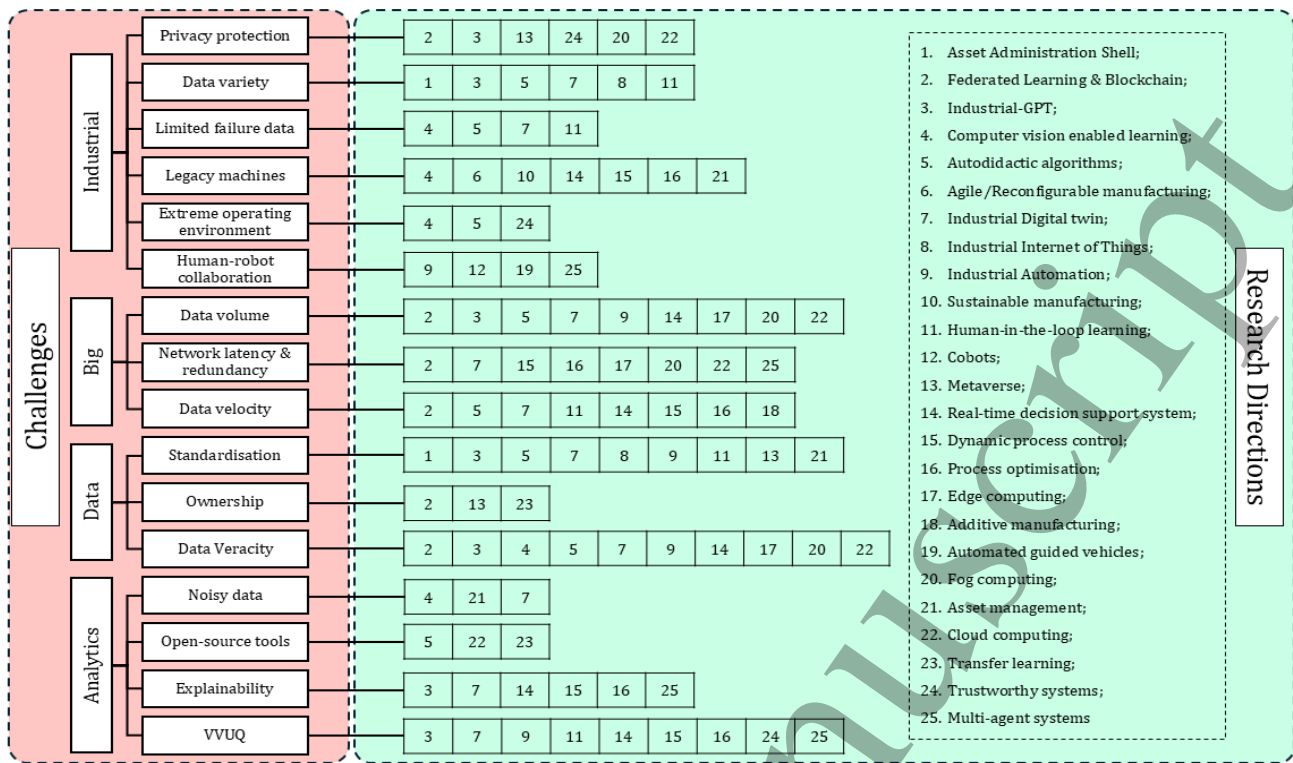 Challenges
Industrial
Privacy protection
2 3 13 24 20 22
Data variety
1 3 5 7 8 11
Limited failure data
4 5 7 11
Legacy machines
4 6 10 14 15 16 21
Extreme operating
environment
4 5 24
Human-robot
collaboration
9 12 19 25
Big
Data volume
2 3 5 7 9 14 17 20 22
Network latency &
redundancy
2 7 15 16 17 20 22 25
Data velocity
2 5 7 11 14 15 16 18
Data
Standardisation
1 3 5 7 8 9 11 13 21
Ownership
2 13 23
Data Veracity
2 3 4 5 7 9 14 17 20 22
Analytics
Noisy data
4 21 7
Open-source tools
5 22 23
Explainability
3 7 14 15 16 25
VVUQ
3 7 9 11 14 15 16 24 25
1. Asset Administration Shell;
2. Federated Learning & Blockchain;
3. Industrial-GPT;
4. Computer vision enabled learning;
5. Autodidactic algorithms;
6. Agile/Reconfigurable manufacturing;
7. Industrial Digital twin;
8. Industrial Internet of Things;
9. Industrial Automation;
10. Sustainable manufacturing;
11. Human-in-the-loop learning;
12. Cobots;
13. Metaverse;
14. Real-time decision support system;
15. Dynamic process control;
16. Process optimisation;
17. Edge computing;
18. Additive manufacturing;
19. Automated guided vehicles;
20. Fog computing;
21. Asset management;
22. Cloud computing;
23. Transfer learning;
24. Trustworthy systems;
25. Multi-agent systems
Research Directions
nuscript